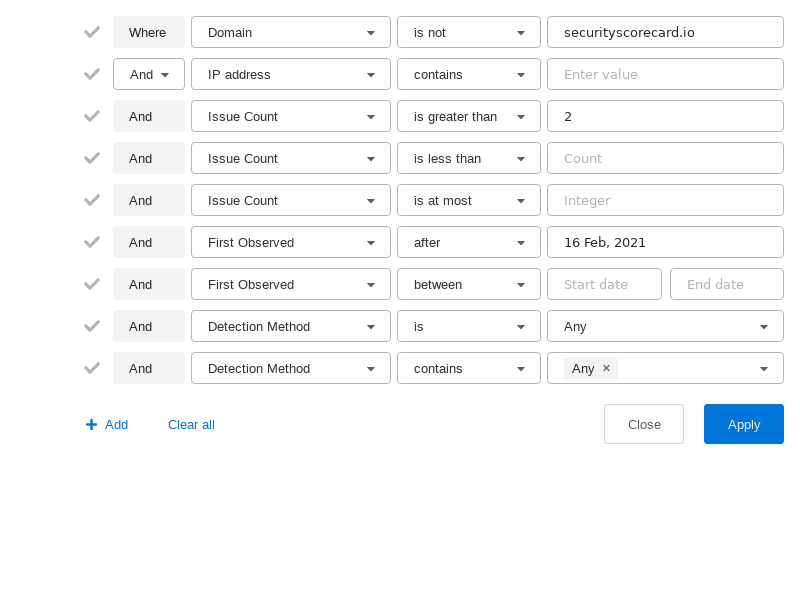 Where Domain is not securityscorecard.io
And IP address contains Enter value
And Issue Count is greater than 2
And Issue Count is less than Count
And Issue Count is at most Integer
And First Observed after 16 Feb, 2021
And First Observed between Start date End date
And Detection Method is Any
And Detection Method contains Any ×
Add Clear all Close Apply